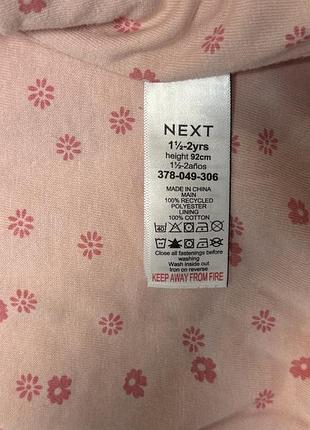 NEXT
1½-2yrs
height 92cm
1½-2años
378-049-306
MADE IN CHINA
MAIN
100% RECYCLED
POLYESTER
LINING
100% COTTON
40
Close all fastenings before
Wash inside out
Iron on reverse
KEEP AWAY FROM FIRE